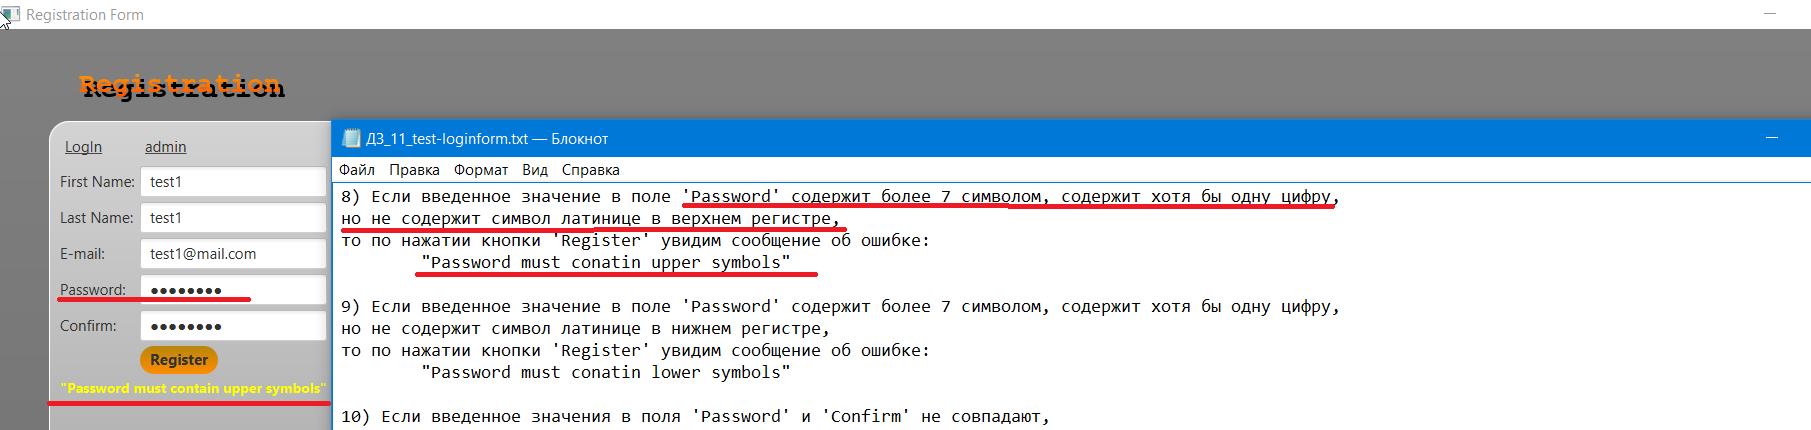 Registration Form
Registration
LogIn admin
First Name: test1
Last Name: test1
E-mail: test1@mail.com
Password: ●●●●●●●●
Confirm: ●●●●●●●●
Register
"Password must contain upper symbols"
ДЗ_11_test-loginform.txt — Блокнот
Файл Правка Формат Вид Справка
8) Если введенное значение в поле 'Password' содержит более 7 символом, содержит хотя бы одну цифру,
но не содержит символ латинице в верхнем регистре,
то по нажатии кнопки 'Register' увидим сообщение об ошибке:
"Password must conatin upper symbols"
9) Если введенное значение в поле 'Password' содержит более 7 символом, содержит хотя бы одну цифру,
но не содержит символ латинице в нижнем регистре,
то по нажатии кнопки 'Register' увидим сообщение об ошибке:
"Password must conatin lower symbols"
10) Если введенное значения в поля 'Password' и 'Confirm' не совпадают,